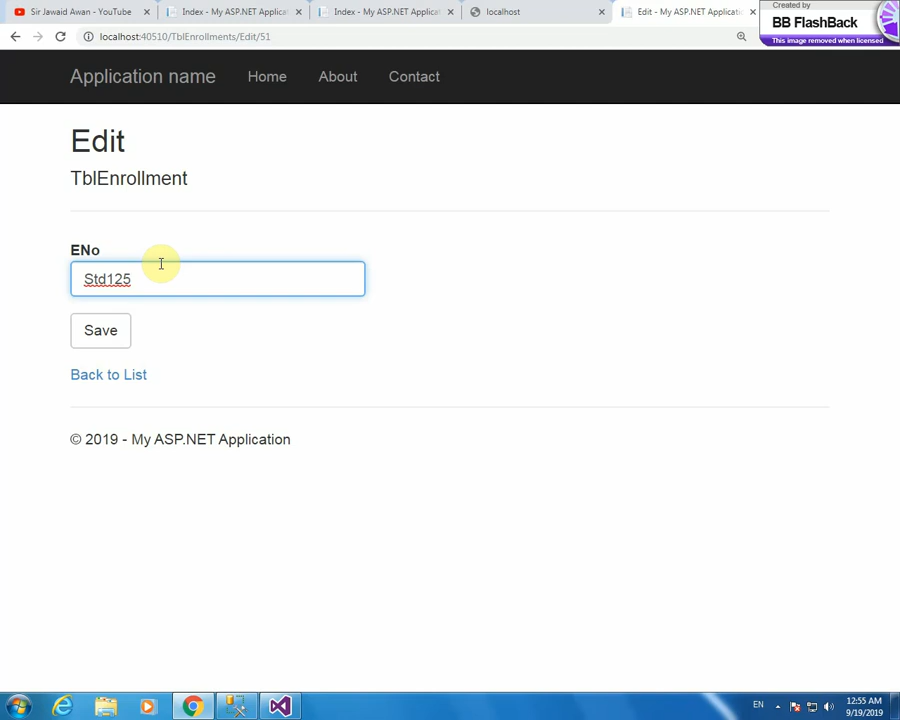 Sir Jawaid Awan - YouTube
Index - My ASP.NET Applicat
Index - My ASP.NET Applicat
localhost
Edit - My ASP.NET Applicatio
Created by
BB FlashBack
This image removed when licensed
localhost:40510/TblEnrollments/Edit/51
Application name Home About Contact
Edit
TblEnrollment
ENo
Std125
Save
Back to List
© 2019 - My ASP.NET Application
EN
12:55 AM
9/19/2019